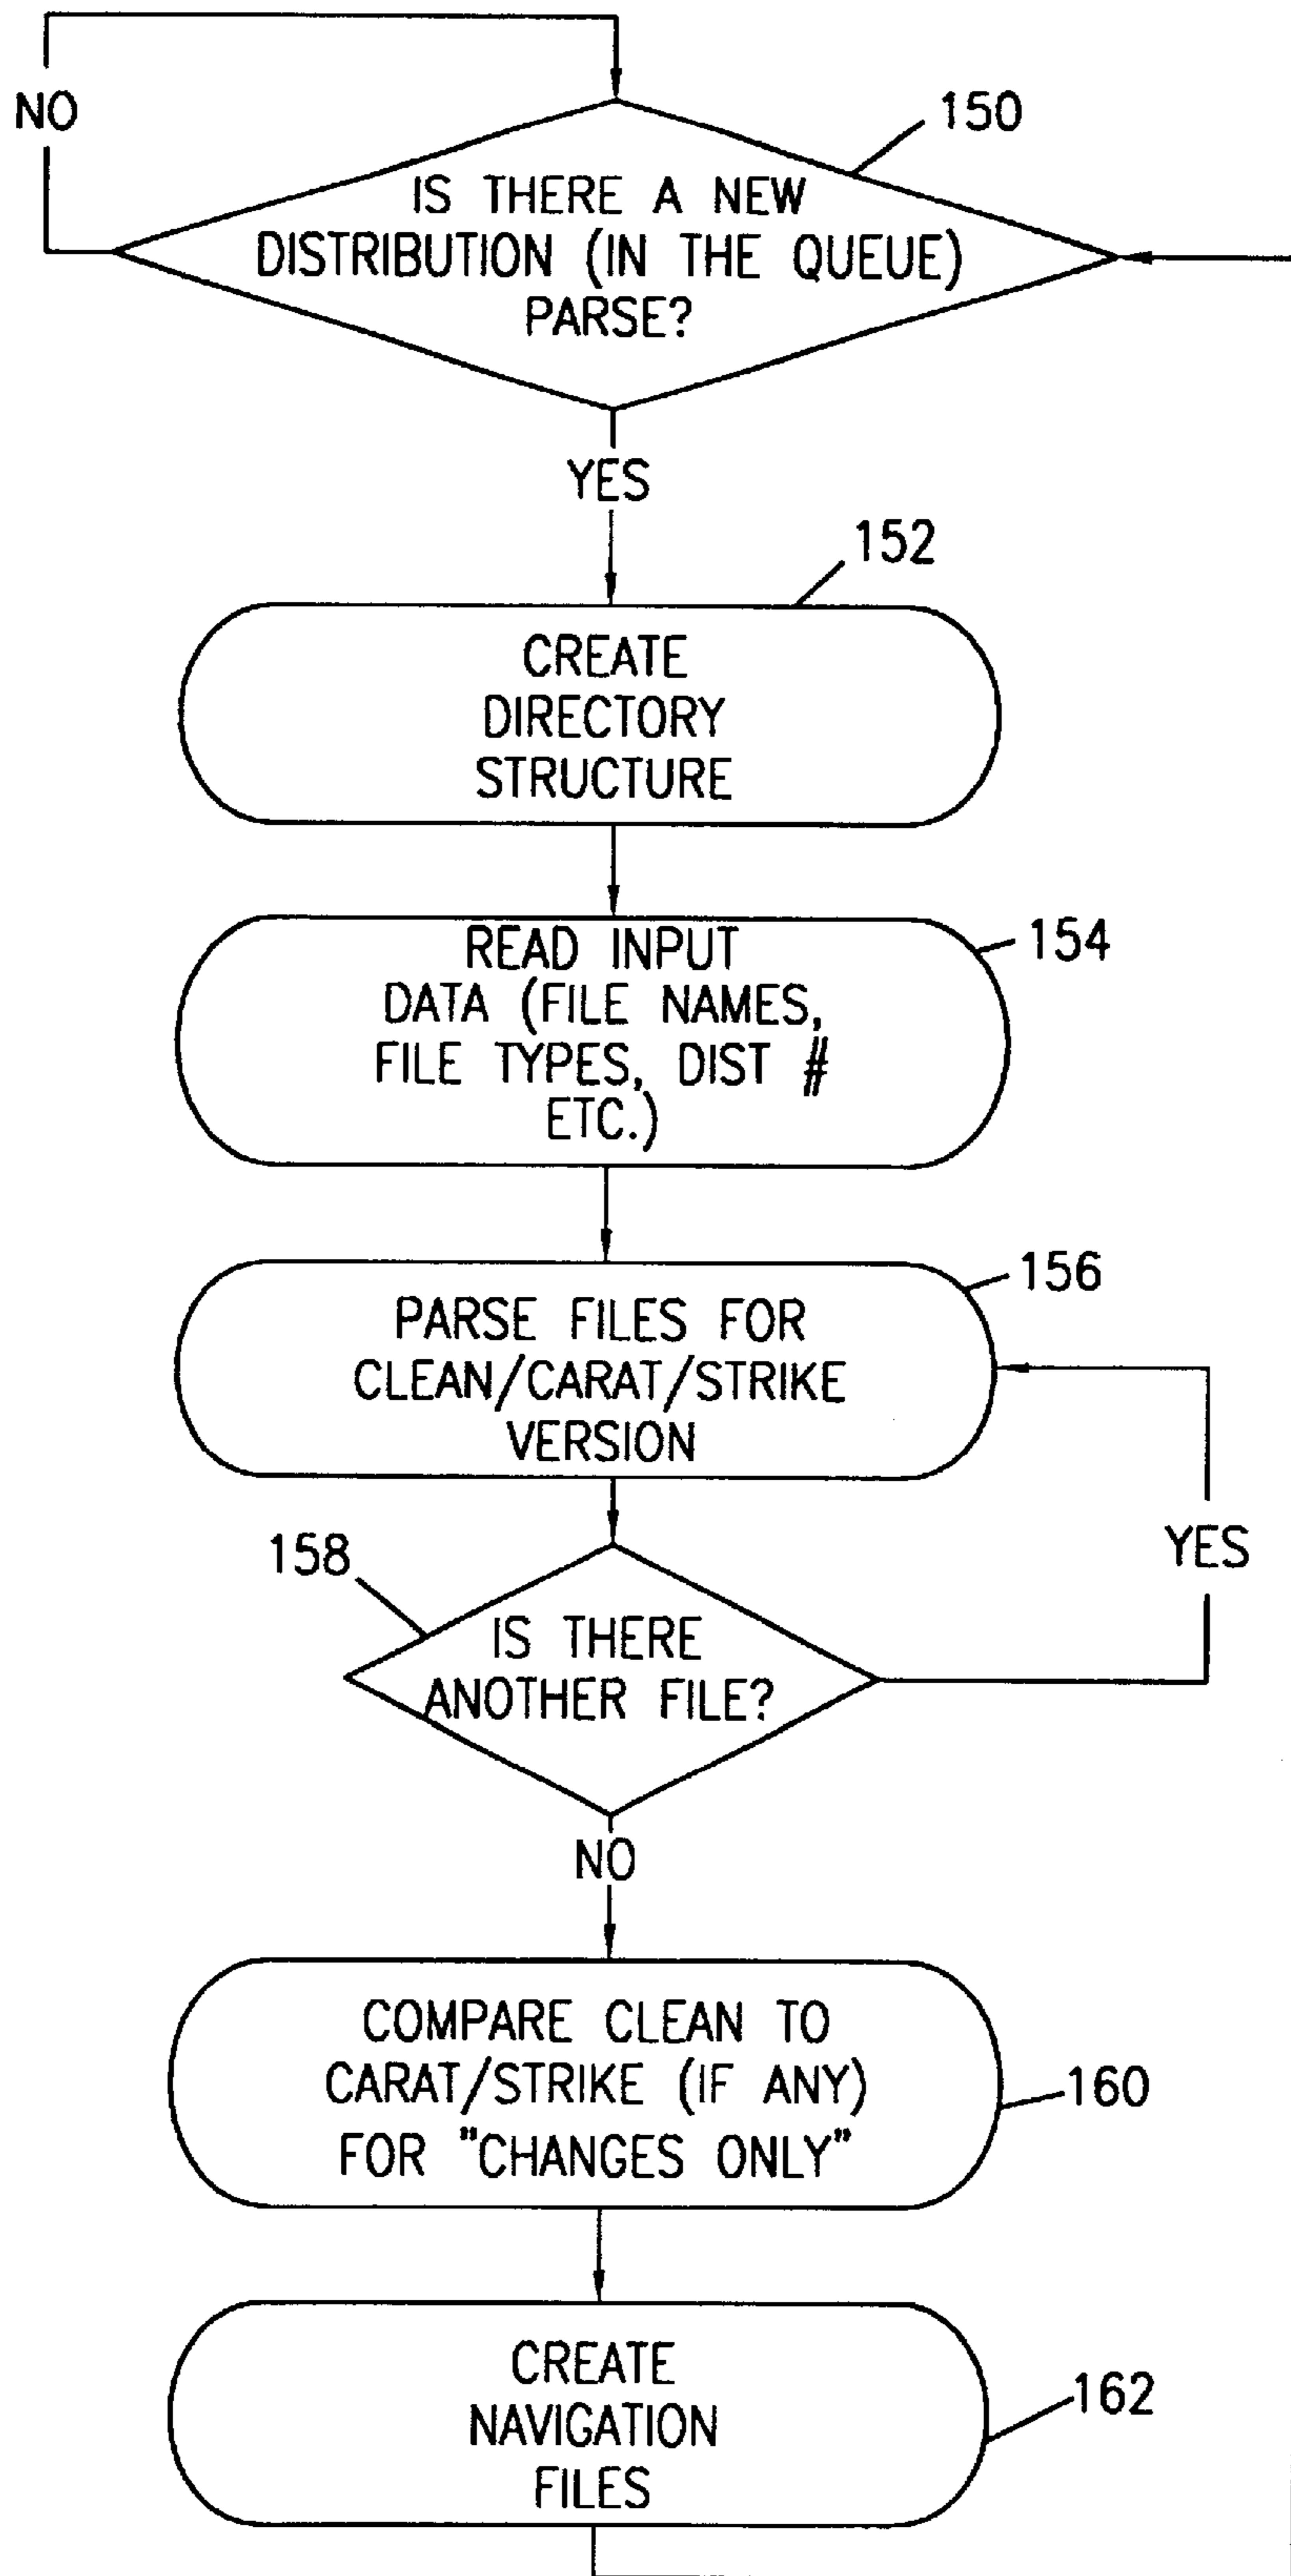 NO
150
IS THERE A NEW
DISTRIBUTION (IN THE QUEUE)
PARSE?
YES
152
CREATE
DIRECTORY
STRUCTURE
154
READ INPUT
DATA (FILE NAMES,
FILE TYPES, DIST #
ETC.)
156
PARSE FILES FOR
CLEAN/CARAT/STRIKE
VERSION
YES
158
IS THERE
ANOTHER FILE?
NO
COMPARE CLEAN TO
CARAT/STRIKE (IF ANY)
FOR "CHANGES ONLY"
160
CREATE
NAVIGATION
FILES
162